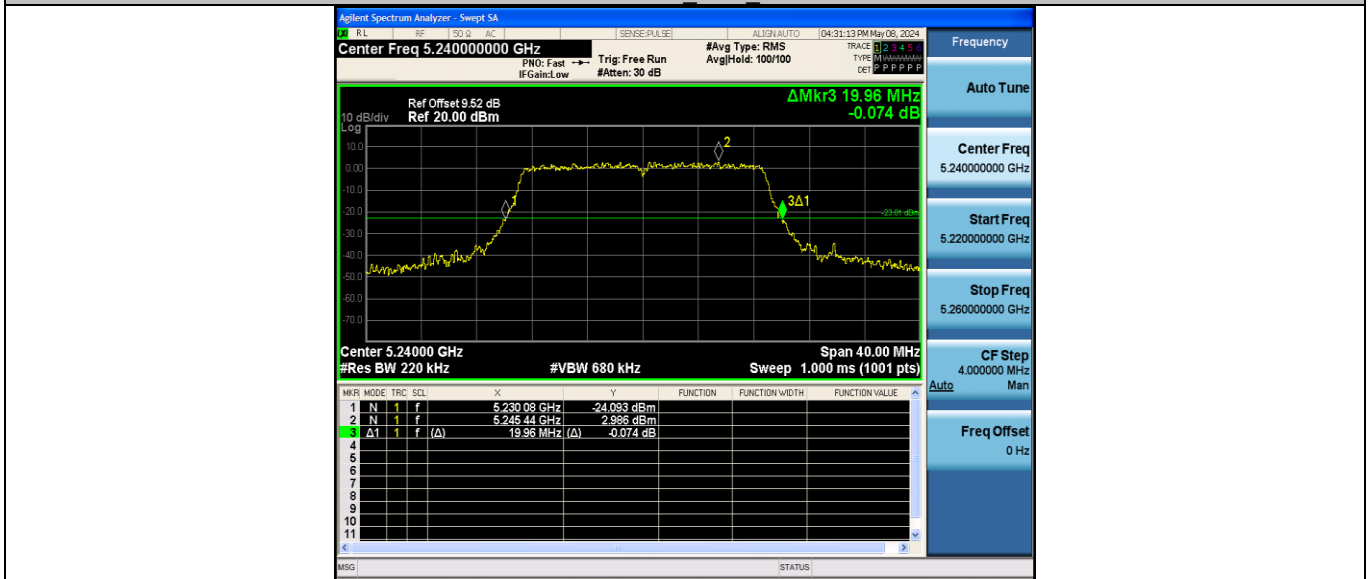 Agilent Spectrum Analyzer - Swept SA
LXI RL RF 50 Ω AC SENSE:PULSE ALIGN AUTO 04:31:13 PM May 08, 2024
Center Freq 5.240000000 GHz #Avg Type: RMS TRACE 1 2 3 4 5 6
PNO: Fast Trig: Free Run Avg|Hold: 100/100 TYPE M WWWWW
IFGain:Low #Atten: 30 dB DET P P P P P P
Ref Offset 9.52 dB ΔMkr3 19.96 MHz
10 dB/div Ref 20.00 dBm -0.074 dB
Log
10.0
2
0.00
-10.0
1
3Δ1
-20.0
-23.01 dBm
-30.0
-40.0
-50.0
-60.0
-70.0
Center 5.24000 GHz Span 40.00 MHz
#Res BW 220 kHz #VBW 680 kHz Sweep 1.000 ms (1001 pts)
MKR MODE TRC SCL X Y FUNCTION FUNCTION WIDTH FUNCTION VALUE
1 N 1 f 5.230 08 GHz -24.093 dBm
2 N 1 f 5.245 44 GHz 2.986 dBm
3 Δ1 1 f (Δ) 19.96 MHz (Δ) -0.074 dB
4
5
6
7
8
9
10
11
MSG STATUS
Frequency
Auto Tune
Center Freq
5.240000000 GHz
Start Freq
5.220000000 GHz
Stop Freq
5.260000000 GHz
CF Step
4.000000 MHz
Auto Man
Freq Offset
0 Hz